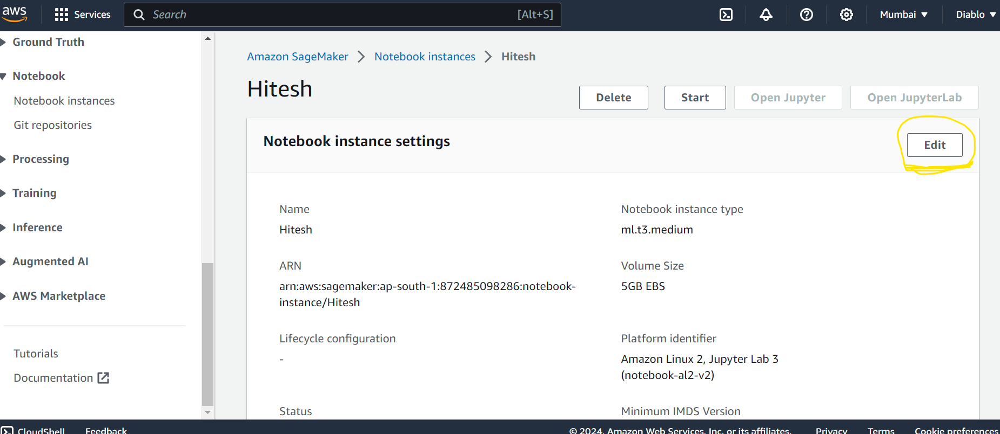 aws Services Search [Alt+S] Mumbai Diablo
Ground Truth
Notebook
Notebook instances
Git repositories
Processing
Training
Inference
Augmented AI
AWS Marketplace
Tutorials
Documentation
Amazon SageMaker Notebook instances Hitesh
Hitesh
Delete Start Open Jupyter Open JupyterLab
Notebook instance settings Edit
Name
Hitesh
Notebook instance type
ml.t3.medium
ARN
arn:aws:sagemaker:ap-south-1:872485098286:notebook-
instance/Hitesh
Volume Size
5GB EBS
Lifecycle configuration
-
Platform identifier
Amazon Linux 2, Jupyter Lab 3
(notebook-al2-v2)
Status
Minimum IMDS Version
CloudShell Feedback © 2024, Amazon Web Services, Inc. or its affiliates. Privacy Terms Cookie preferences